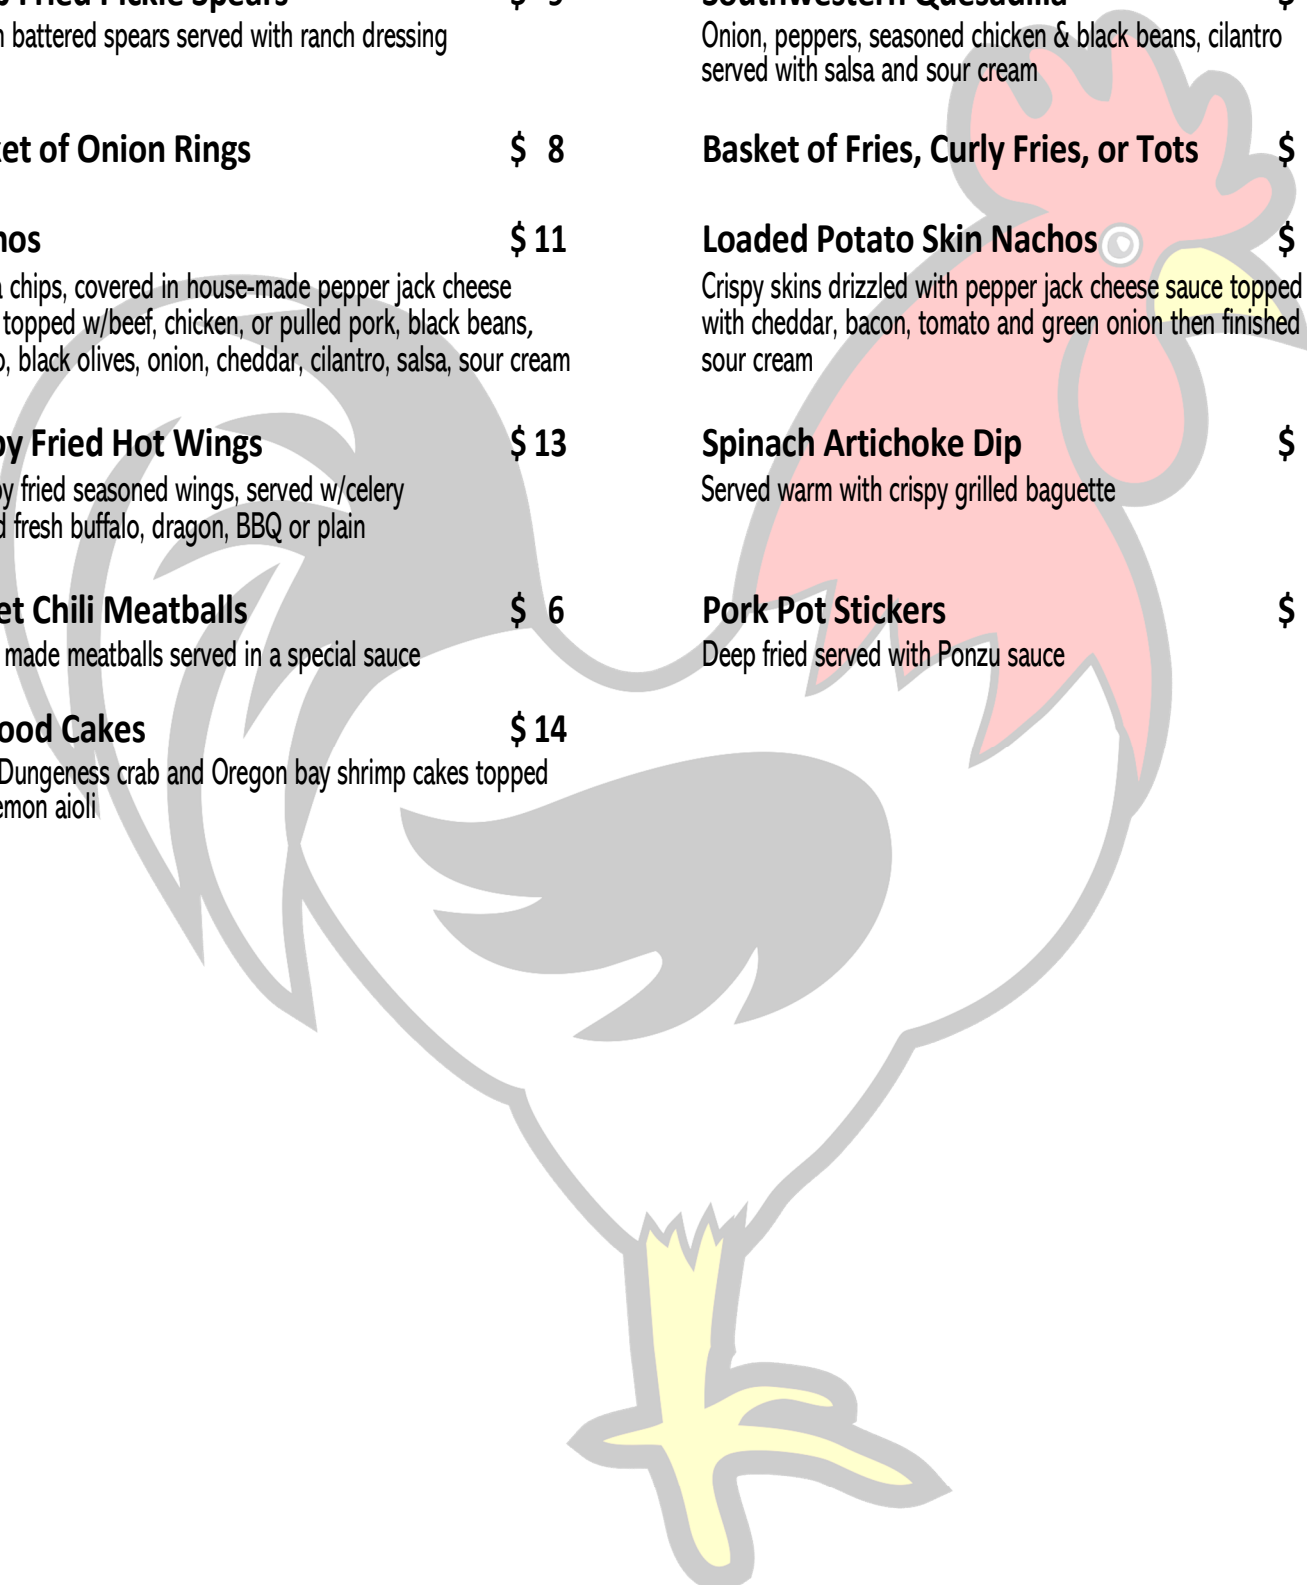 Fried Pickle Spears $ 9
battered spears served with ranch dressing
et of Onion Rings $ 8
nos $ 11
chips, covered in house-made pepper jack cheese
topped w/beef, chicken, or pulled pork, black beans,
, black olives, onion, cheddar, cilantro, salsa, sour cream
y Fried Hot Wings $ 13
y fried seasoned wings, served w/celery
d fresh buffalo, dragon, BBQ or plain
et Chili Meatballs $ 6
made meatballs served in a special sauce
ood Cakes $ 14
Dungeness crab and Oregon bay shrimp cakes topped
emon aioli
Southwestern Quesadilla $
Onion, peppers, seasoned chicken & black beans, cilantro
served with salsa and sour cream
Basket of Fries, Curly Fries, or Tots $
Loaded Potato Skin Nachos $
Crispy skins drizzled with pepper jack cheese sauce topped
with cheddar, bacon, tomato and green onion then finished
sour cream
Spinach Artichoke Dip $
Served warm with crispy grilled baguette
Pork Pot Stickers $
Deep fried served with Ponzu sauce